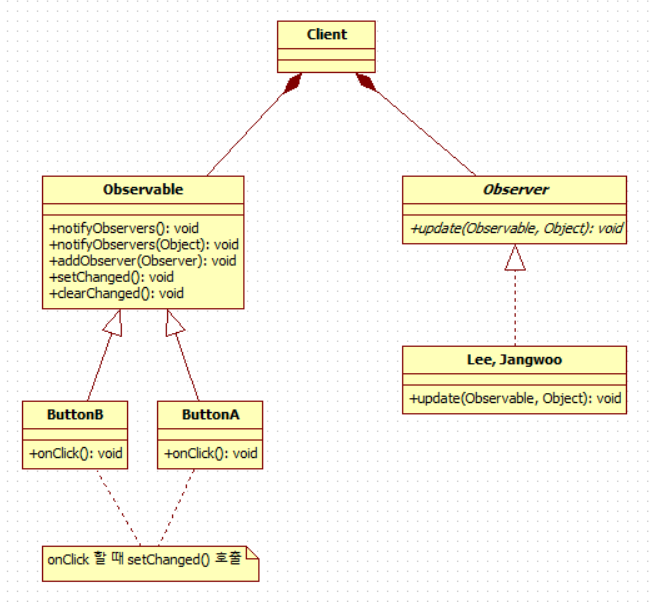 Client
Observable
+notifyObservers(): void
+notifyObservers(Object): void
+addObserver(Observer): void
+setChanged(): void
+clearChanged(): void
Observer
+update(Observable, Object): void
Lee, Jangwoo
+update(Observable, Object): void
ButtonB
+onClick(): void
ButtonA
+onClick(): void
onClick 할 때 setChanged() 호출